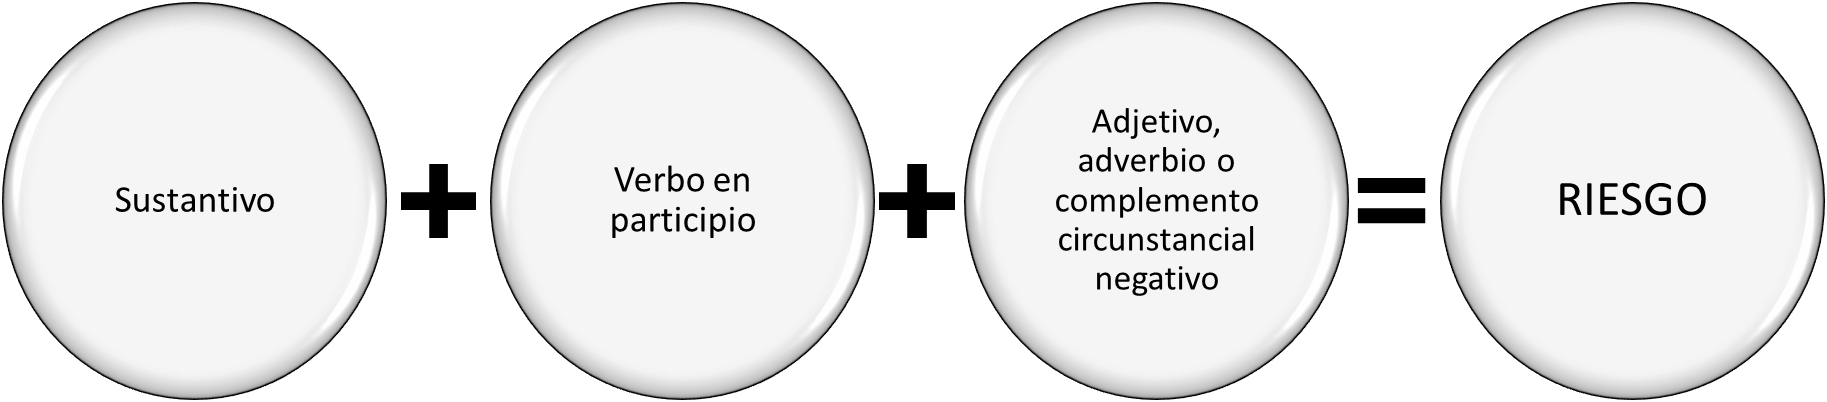 Sustantivo
+
Verbo en
participio
+
Adjetivo,
adverbio o
complemento
circunstancial
negativo
=
RIESGO